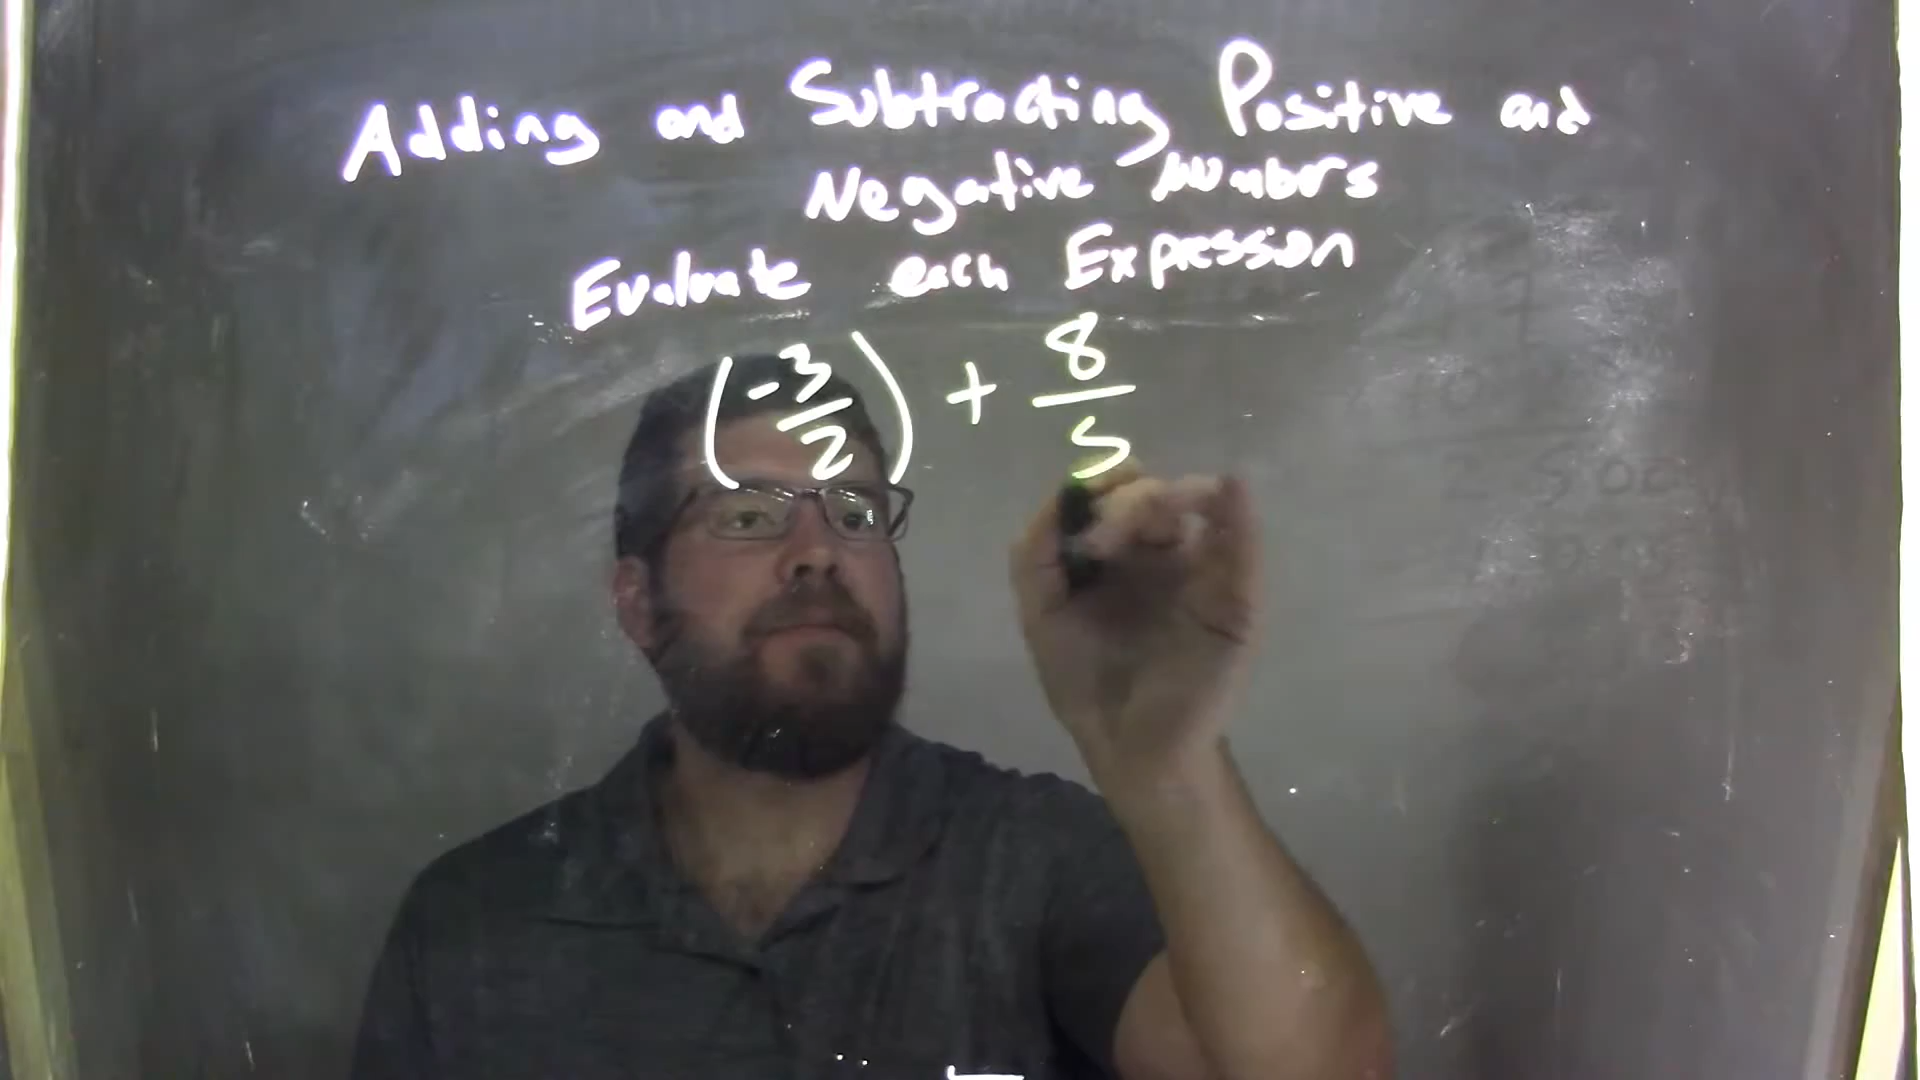 Adding and Subtracting Positive and
Negative Numbers
Evaluate each Expression
(-3/2) + 8/5